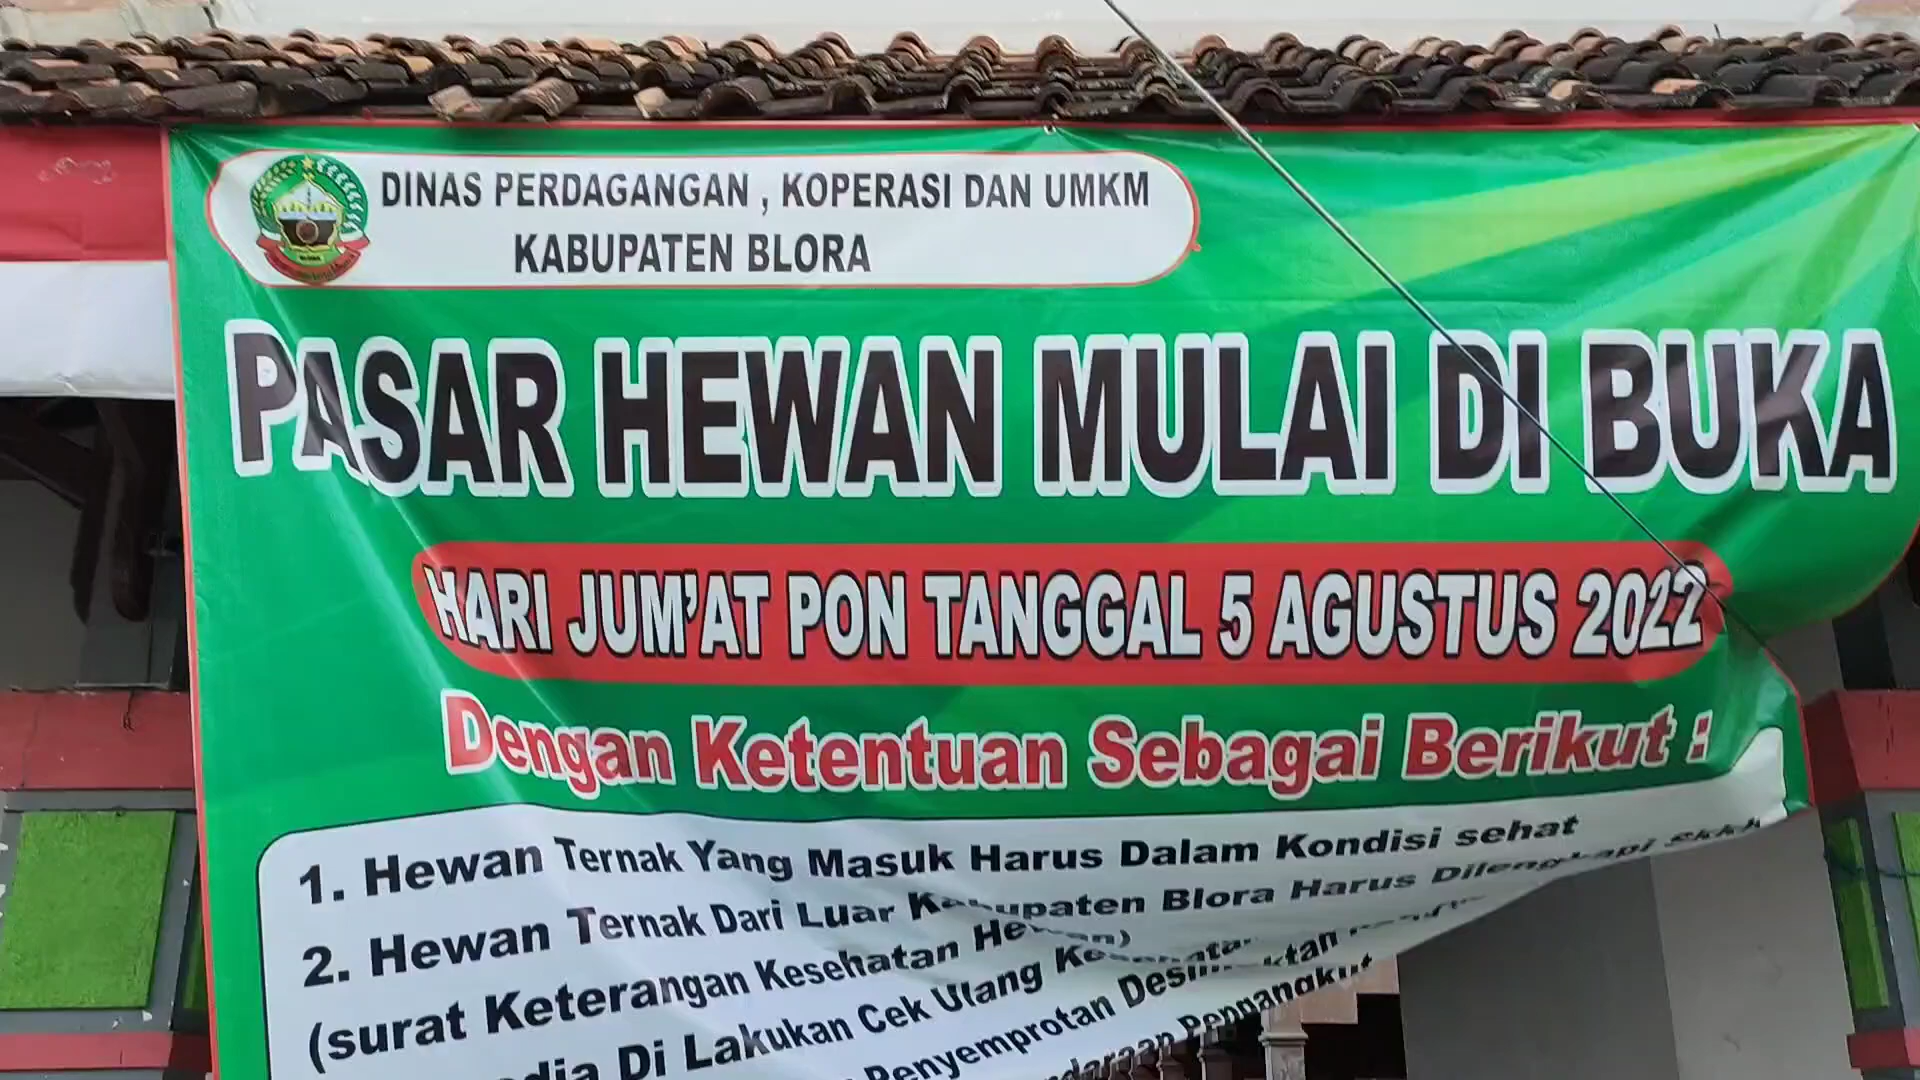 DINAS PERDAGANGAN , KOPERASI DAN UMKM
KABUPATEN BLORA
PASAR HEWAN MULAI DI BUKA
HARI JUM'AT PON TANGGAL 5 AGUSTUS 2022
Dengan Ketentuan Sebagai Berikut :
1. Hewan Ternak Yang Masuk Harus Dalam Kondisi sehat
2. Hewan Ternak Dari Luar Kabupaten Blora Harus Dilengkapi
(surat Keterangan Kesehatan Hewan)
Di Lakukan Cek Ulang
Penyemprotan
Pengangkut